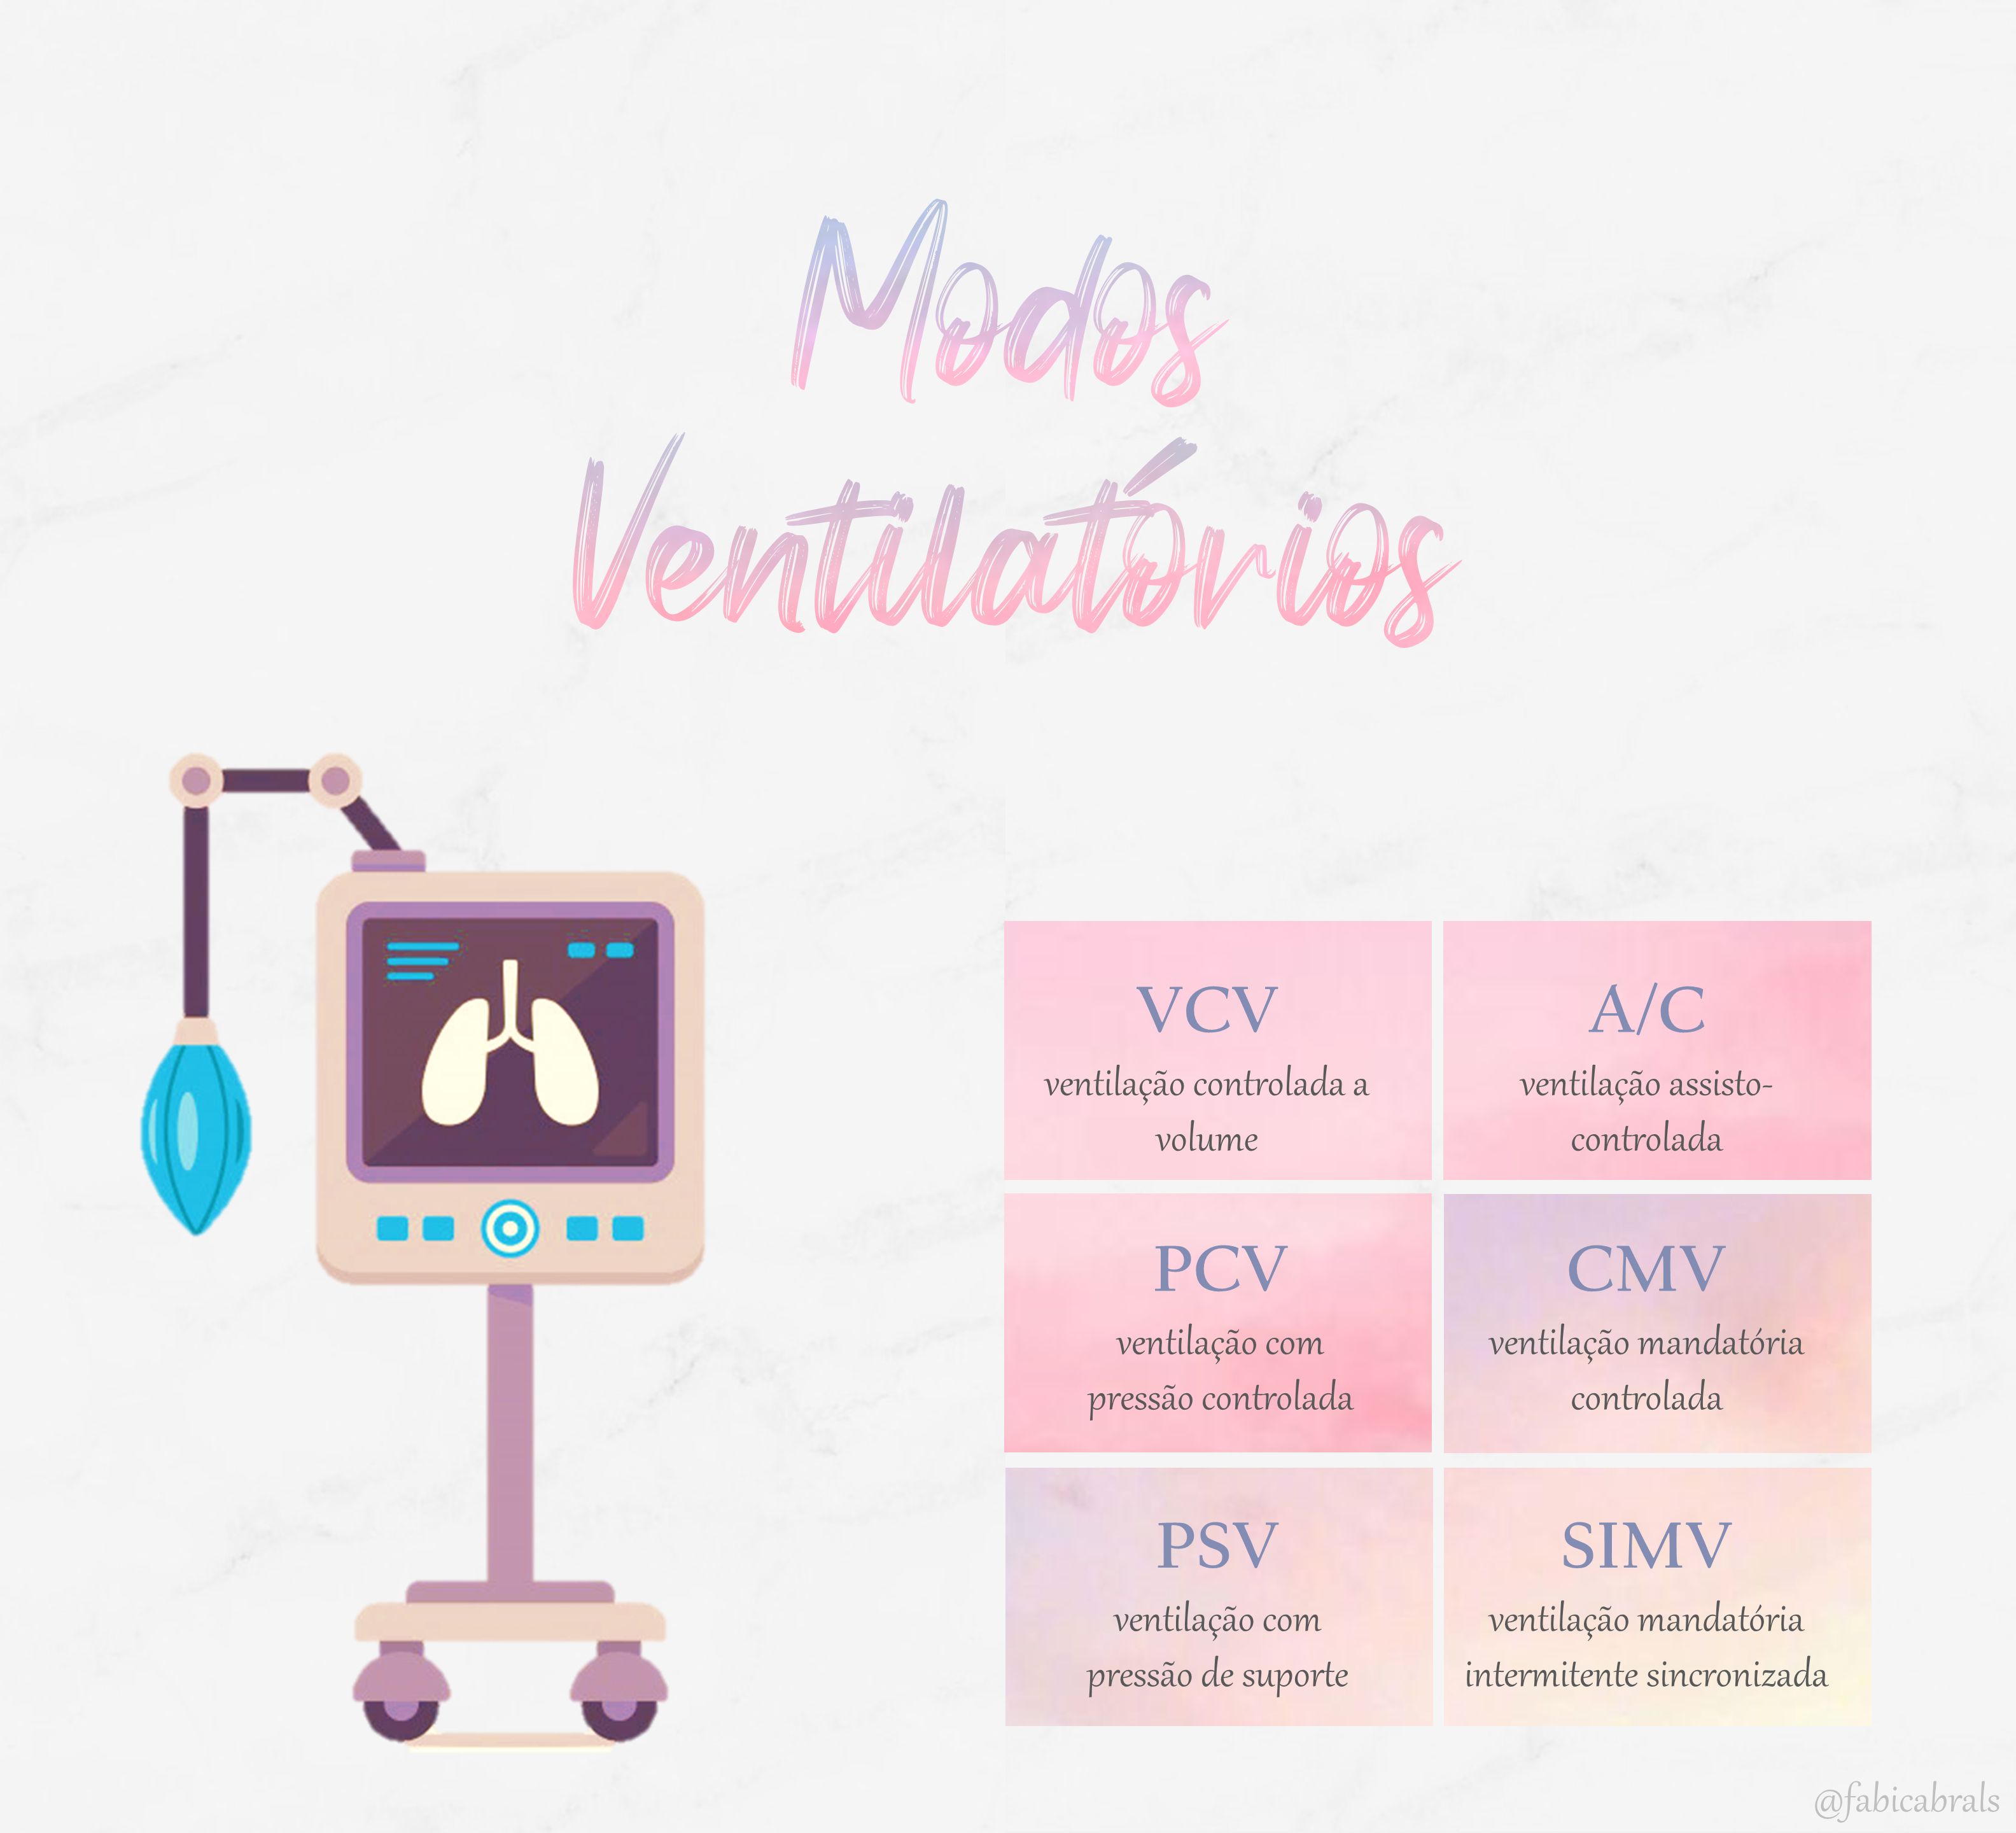 Modos
Ventilatórios
VCV
ventilação controlada a
volume
A/C
ventilação assisto-
controlada
PCV
ventilação com
pressão controlada
CMV
ventilação mandatória
controlada
PSV
ventilação com
pressão de suporte
SIMV
ventilação mandatória
intermitente sincronizada
@fabicabrals